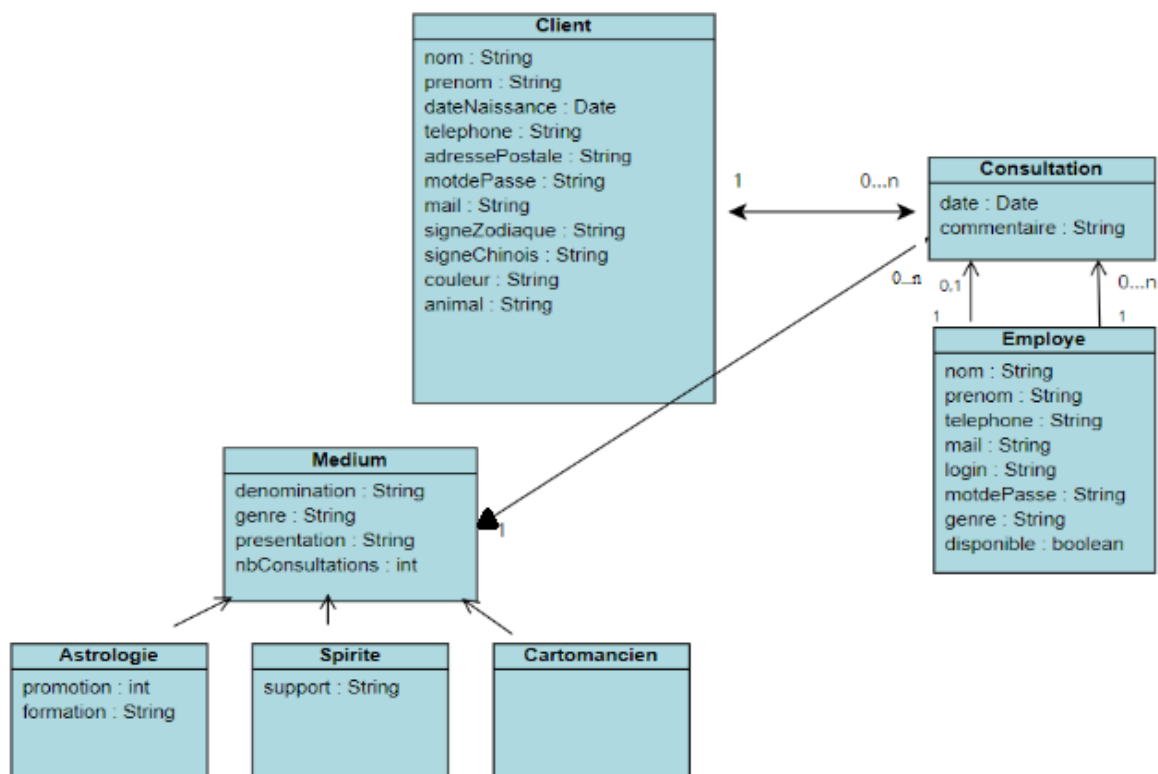 Client
nom : String
prenom : String
dateNaissance : Date
telephone : String
adressePostale : String
motdePasse : String
mail : String
signeZodiaque : String
signeChinois : String
couleur : String
animal : String
1
0...n
Consultation
date : Date
commentaire : String
0...n
0,1
0...n
1
1
Employe
nom : String
prenom : String
telephone : String
mail : String
login : String
motdePasse : String
genre : String
disponible : boolean
Medium
denomination : String
genre : String
presentation : String
nbConsultations : int
1
Astrologie
promotion : int
formation : String
Spirite
support : String
Cartomancien